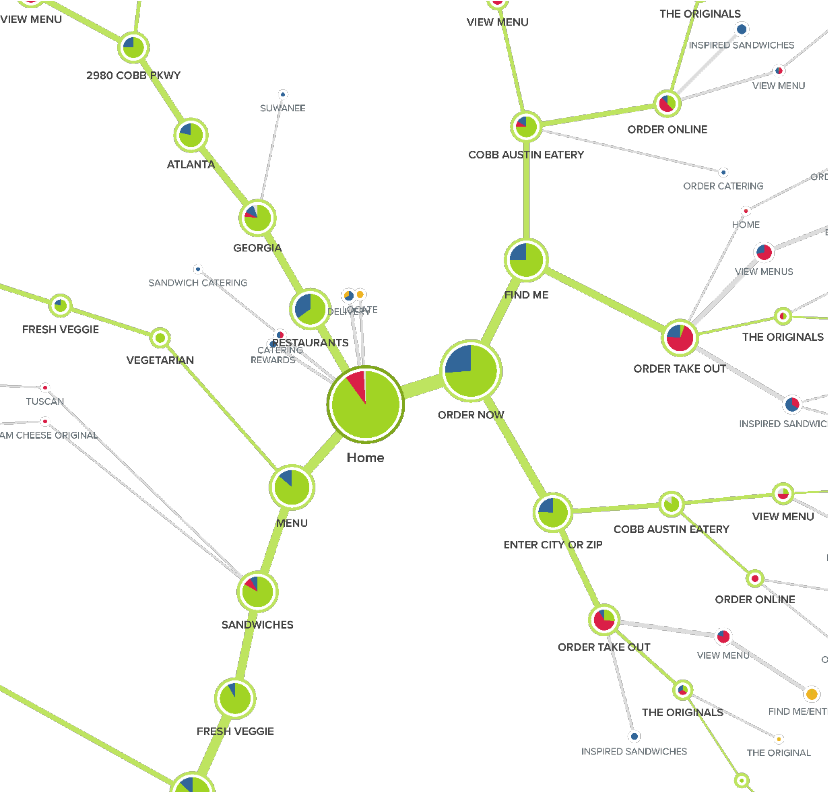 THE ORIGINALS
VIEW MENU
VIEW MENU
INSPIRED SANDWICHES
2980 COBB PKWY
VIEW MENU
SUWANEE
ORDER ONLINE
COBB AUSTIN EATERY
ATLANTA
ORDER CATERING
HOME
GEORGIA
VIEW MENUS
SANDWICH CATERING
FIND ME
DELIVERY
FRESH VEGGIE
THE ORIGINALS
RESTAURANTS
CATERING
REWARDS
VEGETARIAN
ORDER TAKE OUT
TUSCAN
ORDER NOW
INSPIRED SANDWIC
AM CHEESE ORIGINAL
Home
MENU
VIEW MENU
COBB AUSTIN EATERY
ENTER CITY OR ZIP
ORDER ONLINE
SANDWICHES
ORDER TAKE OUT
VIEW MENU
THE ORIGINALS
FIND ME/ENT
FRESH VEGGIE
INSPIRED SANDWICHES
THE ORIGINAL